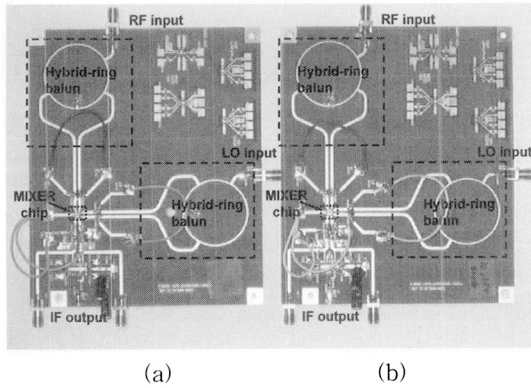 RF input
Hybrid-ring
balun
LO input
MIXER
chip
Hybrid-ring
balun
IF output
RF input
Hybrid-ring
balun
LO input
MIXER
chip
Hybrid-ring
balun
IF output
(a)
(b)